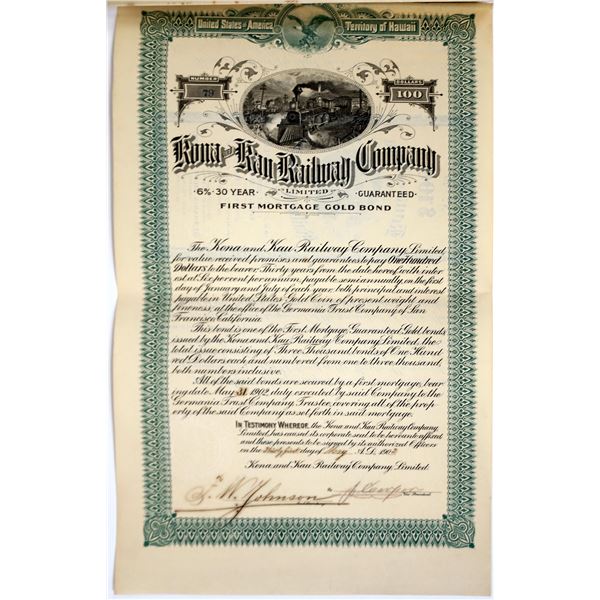 United States of America Territory of Hawaii
NUMBER DOLLARS
79 100
Kona and Kau Railway Company
LIMITED
6% 30 YEAR GUARANTEED
FIRST MORTGAGE GOLD BOND
The Kona and Kau Railway Company, Limited
for value received promises and guarantees to pay One Hundred
Dollars to the bearer Thirty years from the date hereof with inter
est at Six per cent per annum, payable semi annually, on the first
day of January and July of each year, both principal and interest
payable in United States Gold Coin of present weight and
fineness, at the office of the Germania Trust Company of San
Francisco California.
This bond is one of the First Mortgage Guaranteed Gold bonds
issued by the Kona and Kau Railway Company Limited, the
total issue consisting of Three Thousand bonds of One Hund
red Dollars each and numbered from one to three thousand,
both numbers inclusive.
All of the said bonds are secured by a first mortgage, bear
ing date May 31 1902, duly executed by said Company to the
Germania Trust Company, Trustee, covering all of the prop
erty of the said Company as set forth in said mortgage.
IN TESTIMONY WHEREOF, the Kona and Kau Railway Company
Limited, has caused its corporate seal to be hereunto affixed
and these presents to be signed by its authorized Officers
on the Thirty first day of May A.D. 1902
Kona and Kau Railway Company Limited
F. W. Johnson by J. Cowper
Vice President